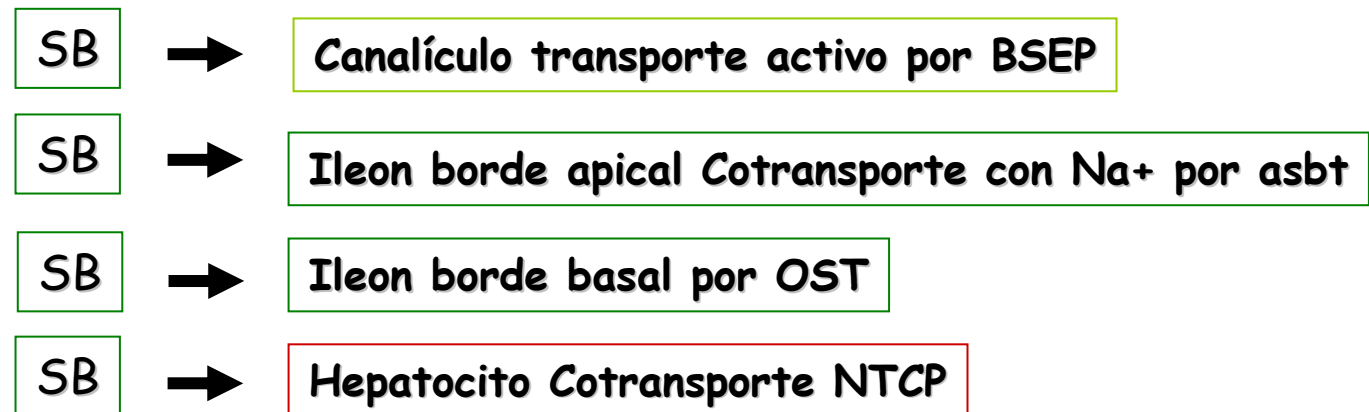 SB Canalículo transporte activo por BSEP
SB Ileon borde apical Cotransporte con Na+ por asbt
SB Ileon borde basal por OST
SB Hepatocito Cotransporte NTCP